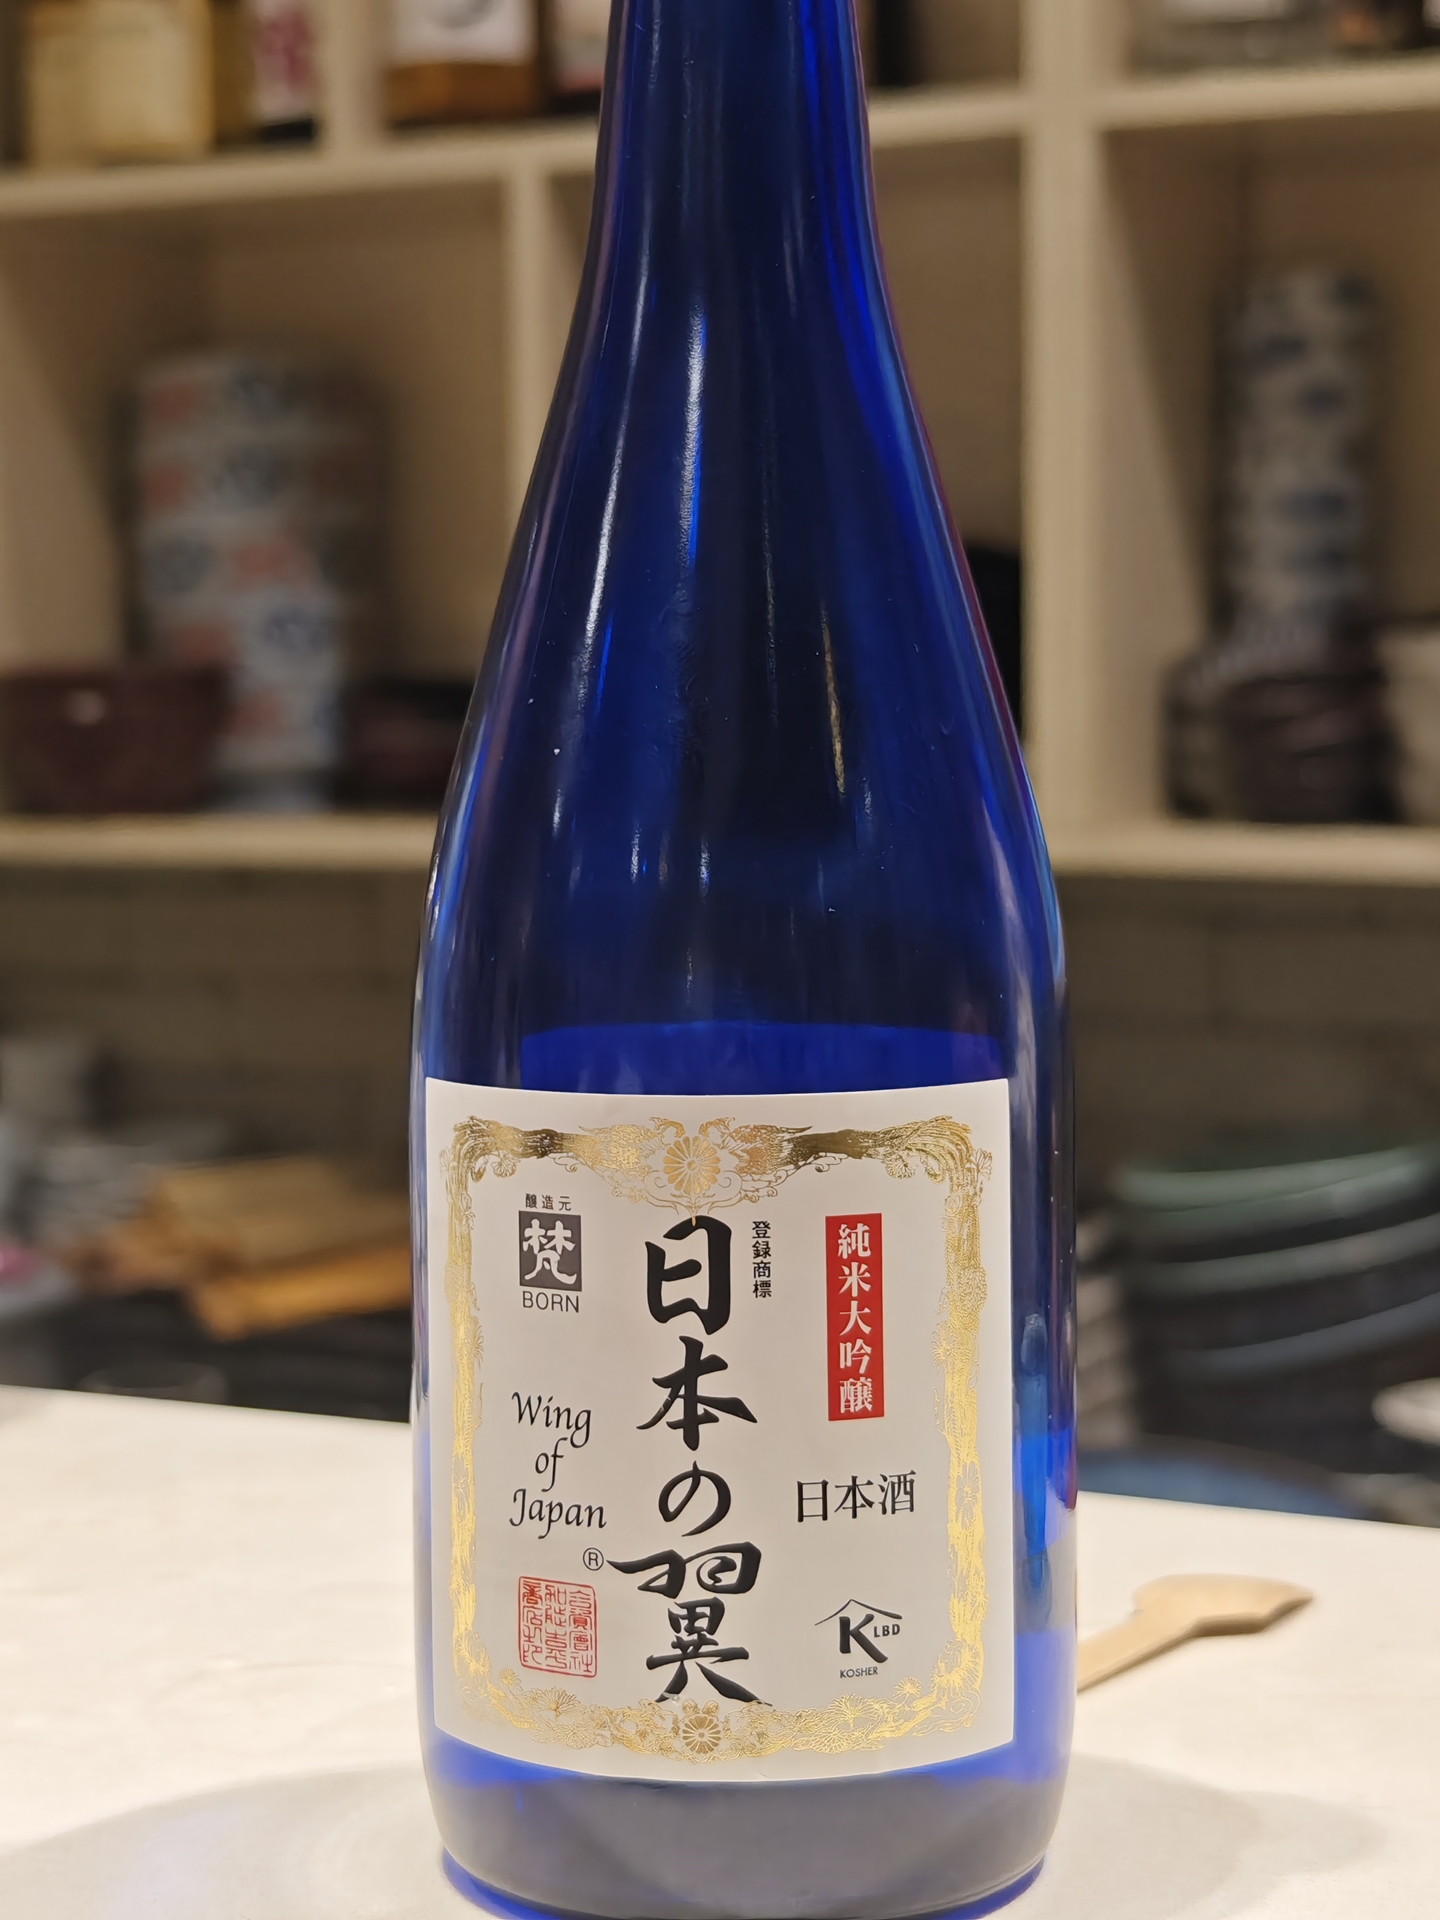 醸造元
梵
BORN
Wing
of
Japan
®
日本の翼
登録商標
純米大吟醸
日本酒
K LBD
KOSHER